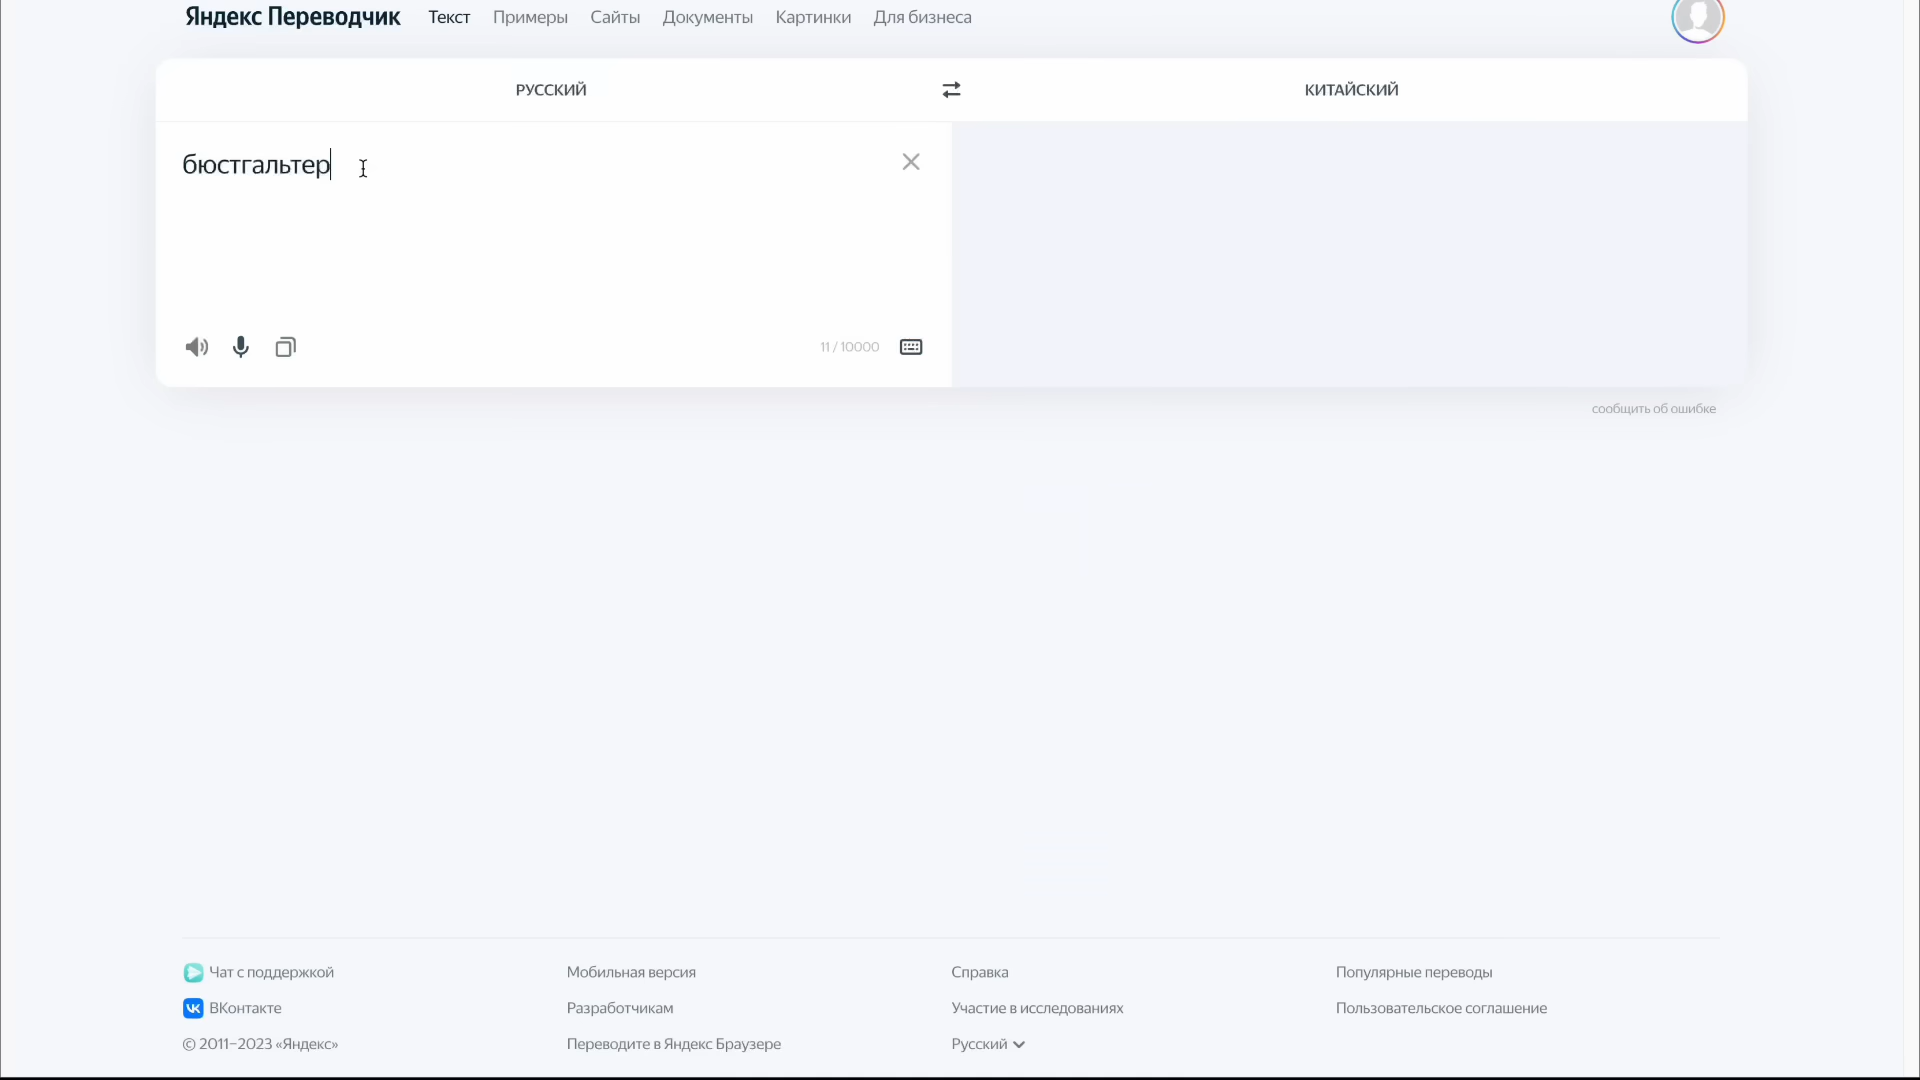 Яндекс Переводчик Текст Примеры Сайты Документы Картинки Для бизнеса
РУССКИЙ КИТАЙСКИЙ
бюстгальтер
11 / 10000
сообщить об ошибке
Чат с поддержкой Мобильная версия Справка Популярные переводы
ВКонтакте Разработчикам Участие в исследованиях Пользовательское соглашение
© 2011–2023 «Яндекс» Переводите в Яндекс Браузере Русский